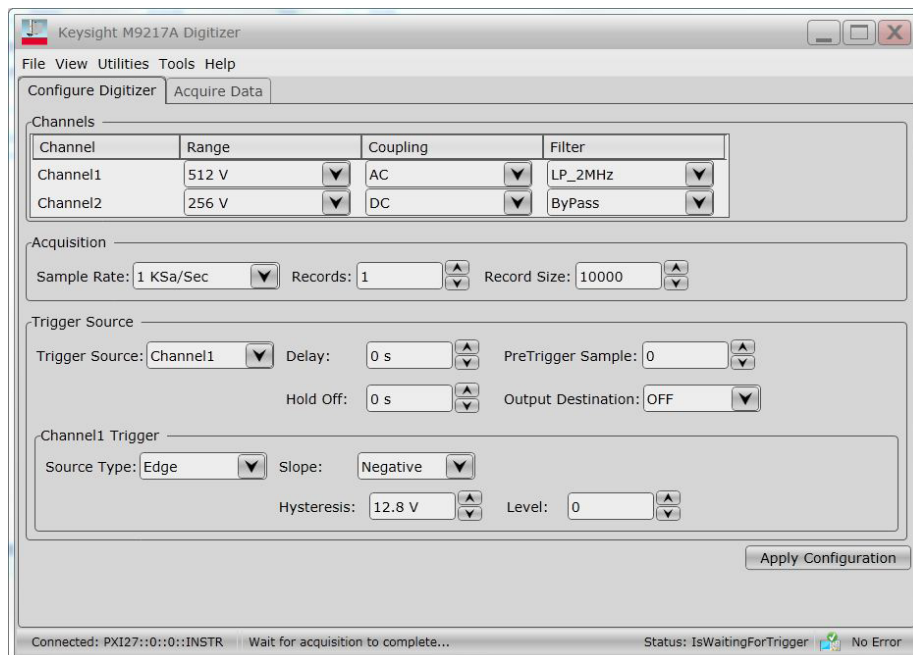 Keysight M9217A Digitizer
File View Utilities Tools Help
Configure Digitizer Acquire Data
Channels
Channel Range Coupling Filter
Channel1 512 V AC LP_2MHz
Channel2 256 V DC ByPass
Acquisition
Sample Rate: 1 KSa/Sec Records: 1 Record Size: 10000
Trigger Source
Trigger Source: Channel1 Delay: 0 s PreTrigger Sample: 0
Hold Off: 0 s Output Destination: OFF
Channel1 Trigger
Source Type: Edge Slope: Negative
Hysteresis: 12.8 V Level: 0
Apply Configuration
Connected: PXI27::0::0::INSTR Wait for acquisition to complete... Status: IsWaitingForTrigger No Error